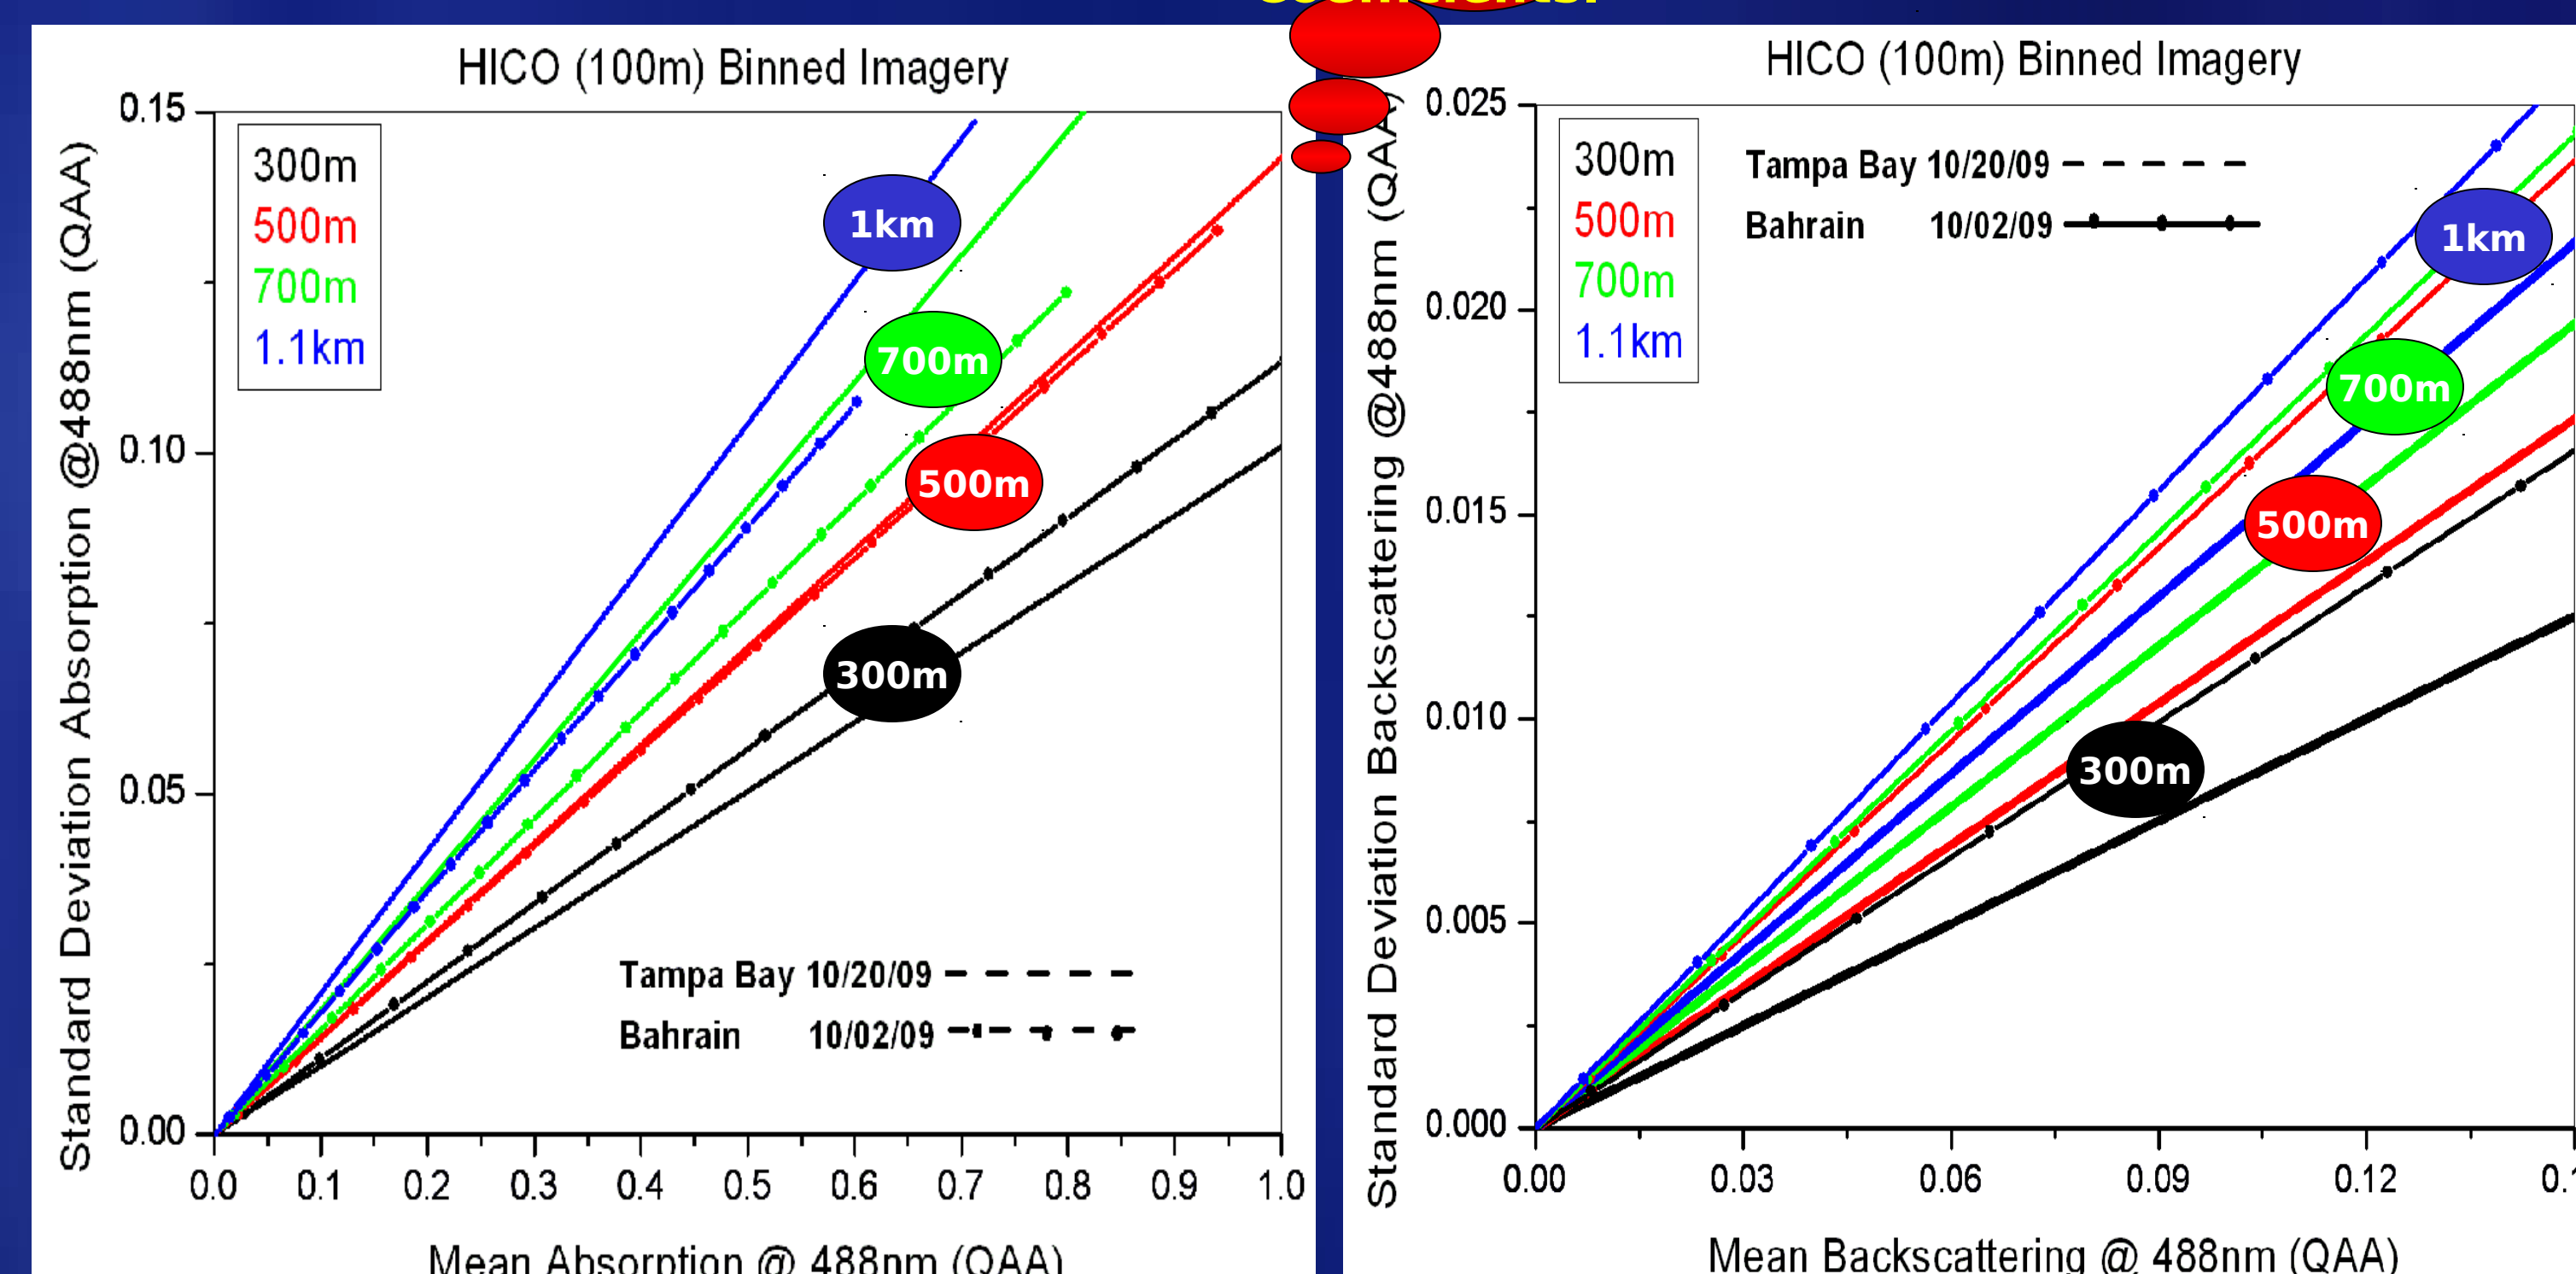 coefficients.
HICO (100m) Binned Imagery
Standard Deviation Absorption @488nm (QAA)
0.15
0.10
0.05
0.00
300m
500m
700m
1.1km
1km
700m
500m
300m
Tampa Bay 10/20/09
Bahrain 10/02/09
0.0 0.1 0.2 0.3 0.4 0.5 0.6 0.7 0.8 0.9 1.0
Mean Absorption @ 488nm (QAA)
HICO (100m) Binned Imagery
Standard Deviation Backscattering @488nm (QAA)
0.025
0.020
0.015
0.010
0.005
0.000
300m
500m
700m
1.1km
Tampa Bay 10/20/09
Bahrain 10/02/09
1km
700m
500m
300m
0.00 0.03 0.06 0.09 0.12
Mean Backscattering @ 488nm (QAA)